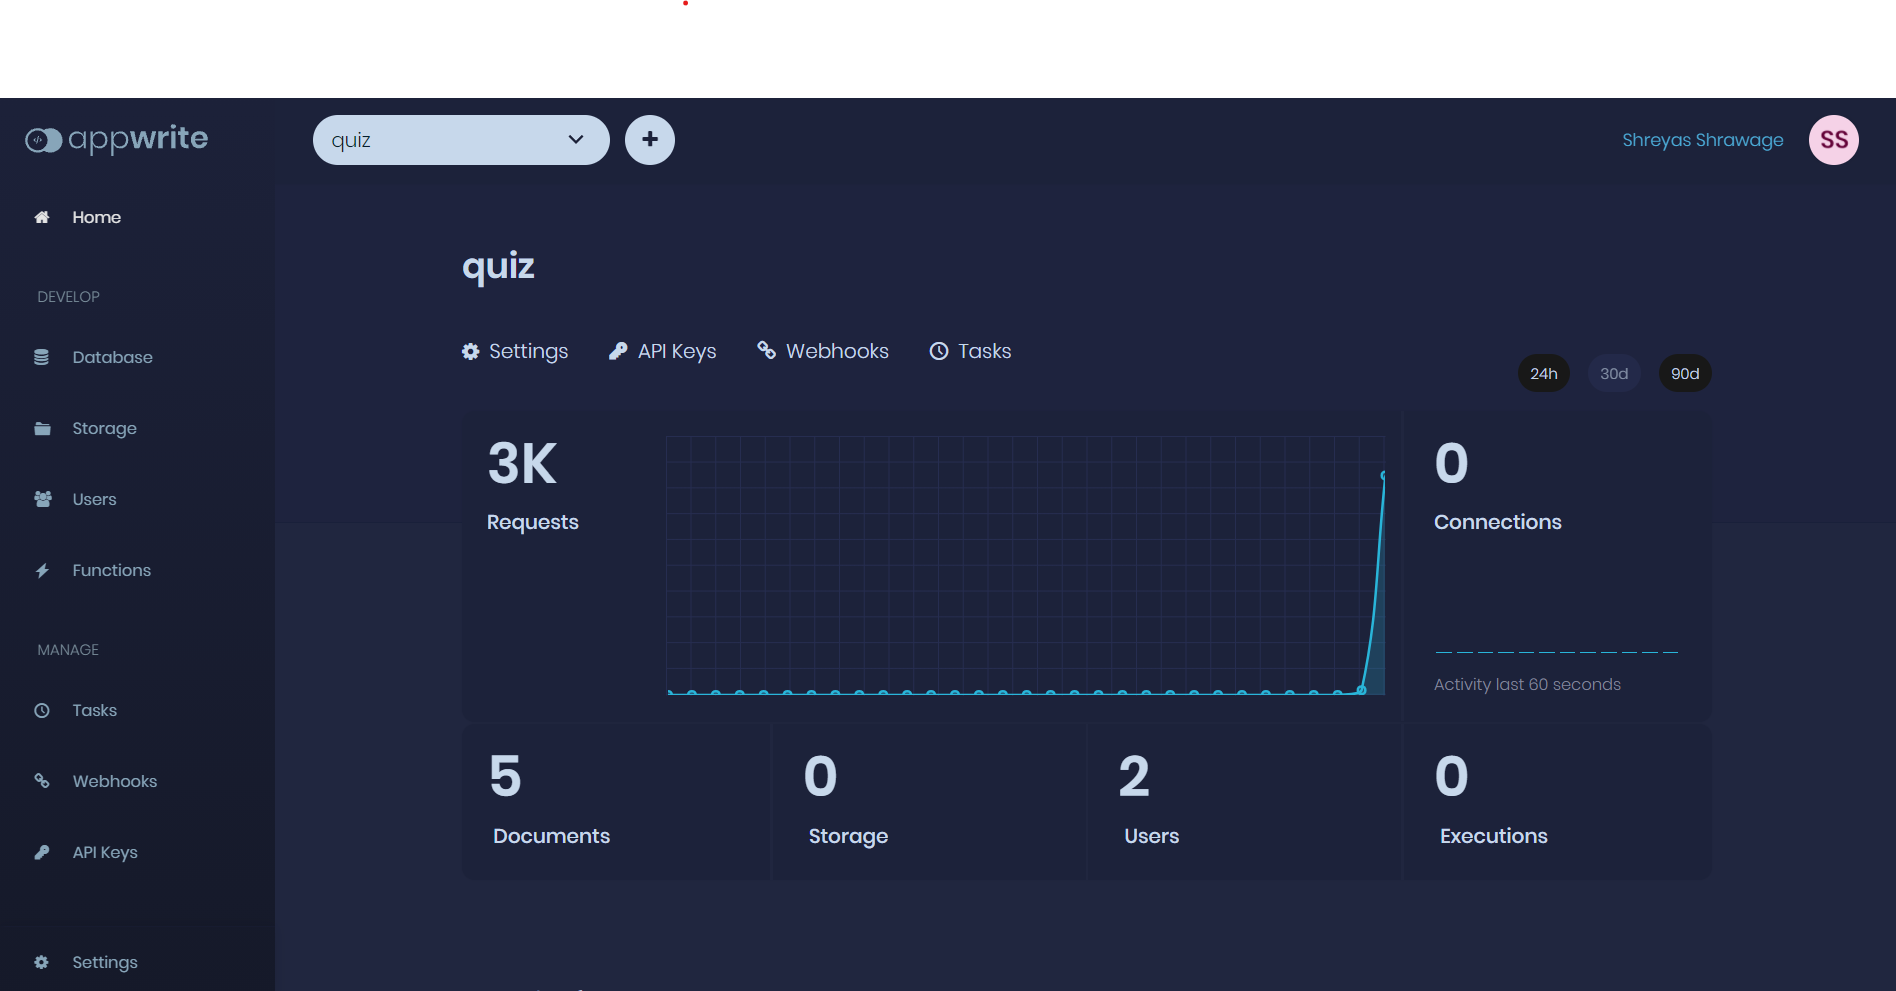 appwrite
quiz
+
Shreyas Shrawage
SS
Home
DEVELOP
Database
Storage
Users
Functions
MANAGE
Tasks
Webhooks
API Keys
Settings
quiz
Settings API Keys Webhooks Tasks
24h 30d 90d
3K
Requests
0
Connections
Activity last 60 seconds
5
Documents
0
Storage
2
Users
0
Executions